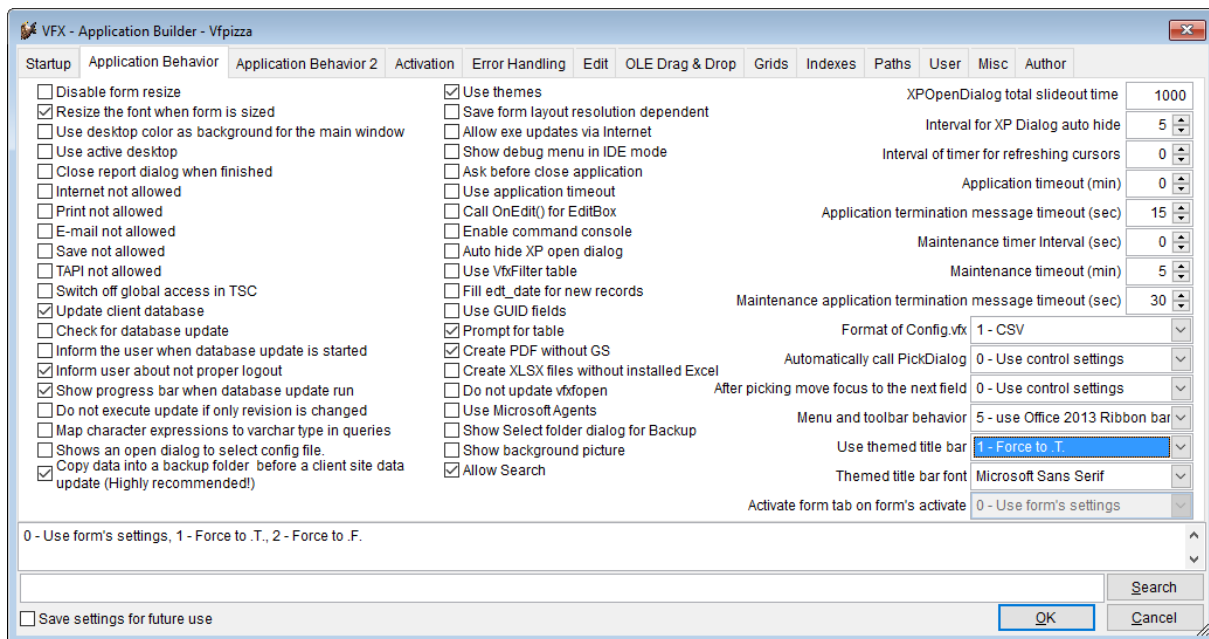 VFX - Application Builder - Vfpizza
Startup Application Behavior Application Behavior 2 Activation Error Handling Edit OLE Drag & Drop Grids Indexes Paths User Misc Author
Disable form resize
Resize the font when form is sized
Use desktop color as background for the main window
Use active desktop
Close report dialog when finished
Internet not allowed
Print not allowed
E-mail not allowed
Save not allowed
TAPI not allowed
Switch off global access in TSC
Update client database
Check for database update
Inform the user when database update is started
Inform user about not proper logout
Show progress bar when database update run
Do not execute update if only revision is changed
Map character expressions to varchar type in queries
Shows an open dialog to select config file.
Copy data into a backup folder before a client site data
update (Highly recommended!)
Use themes
Save form layout resolution dependent
Allow exe updates via Internet
Show debug menu in IDE mode
Ask before close application
Use application timeout
Call OnEdit() for EditBox
Enable command console
Auto hide XP open dialog
Use VfxFilter table
Fill edt_date for new records
Use GUID fields
Prompt for table
Create PDF without GS
Create XLSX files without installed Excel
Do not update vfxfopen
Use Microsoft Agents
Show Select folder dialog for Backup
Show background picture
Allow Search
XPOpenDialog total slideout time 1000
Interval for XP Dialog auto hide 5
Interval of timer for refreshing cursors 0
Application timeout (min) 0
Application termination message timeout (sec) 15
Maintenance timer Interval (sec) 0
Maintenance timeout (min) 5
Maintenance application termination message timeout (sec) 30
Format of Config.vfx 1 - CSV
Automatically call PickDialog 0 - Use control settings
After picking move focus to the next field 0 - Use control settings
Menu and toolbar behavior 5 - use Office 2013 Ribbon bar
Use themed title bar 1 - Force to .T.
Themed title bar font Microsoft Sans Serif
Activate form tab on form's activate 0 - Use form's settings
0 - Use form's settings, 1 - Force to .T., 2 - Force to .F.
Search
Save settings for future use
OK
Cancel